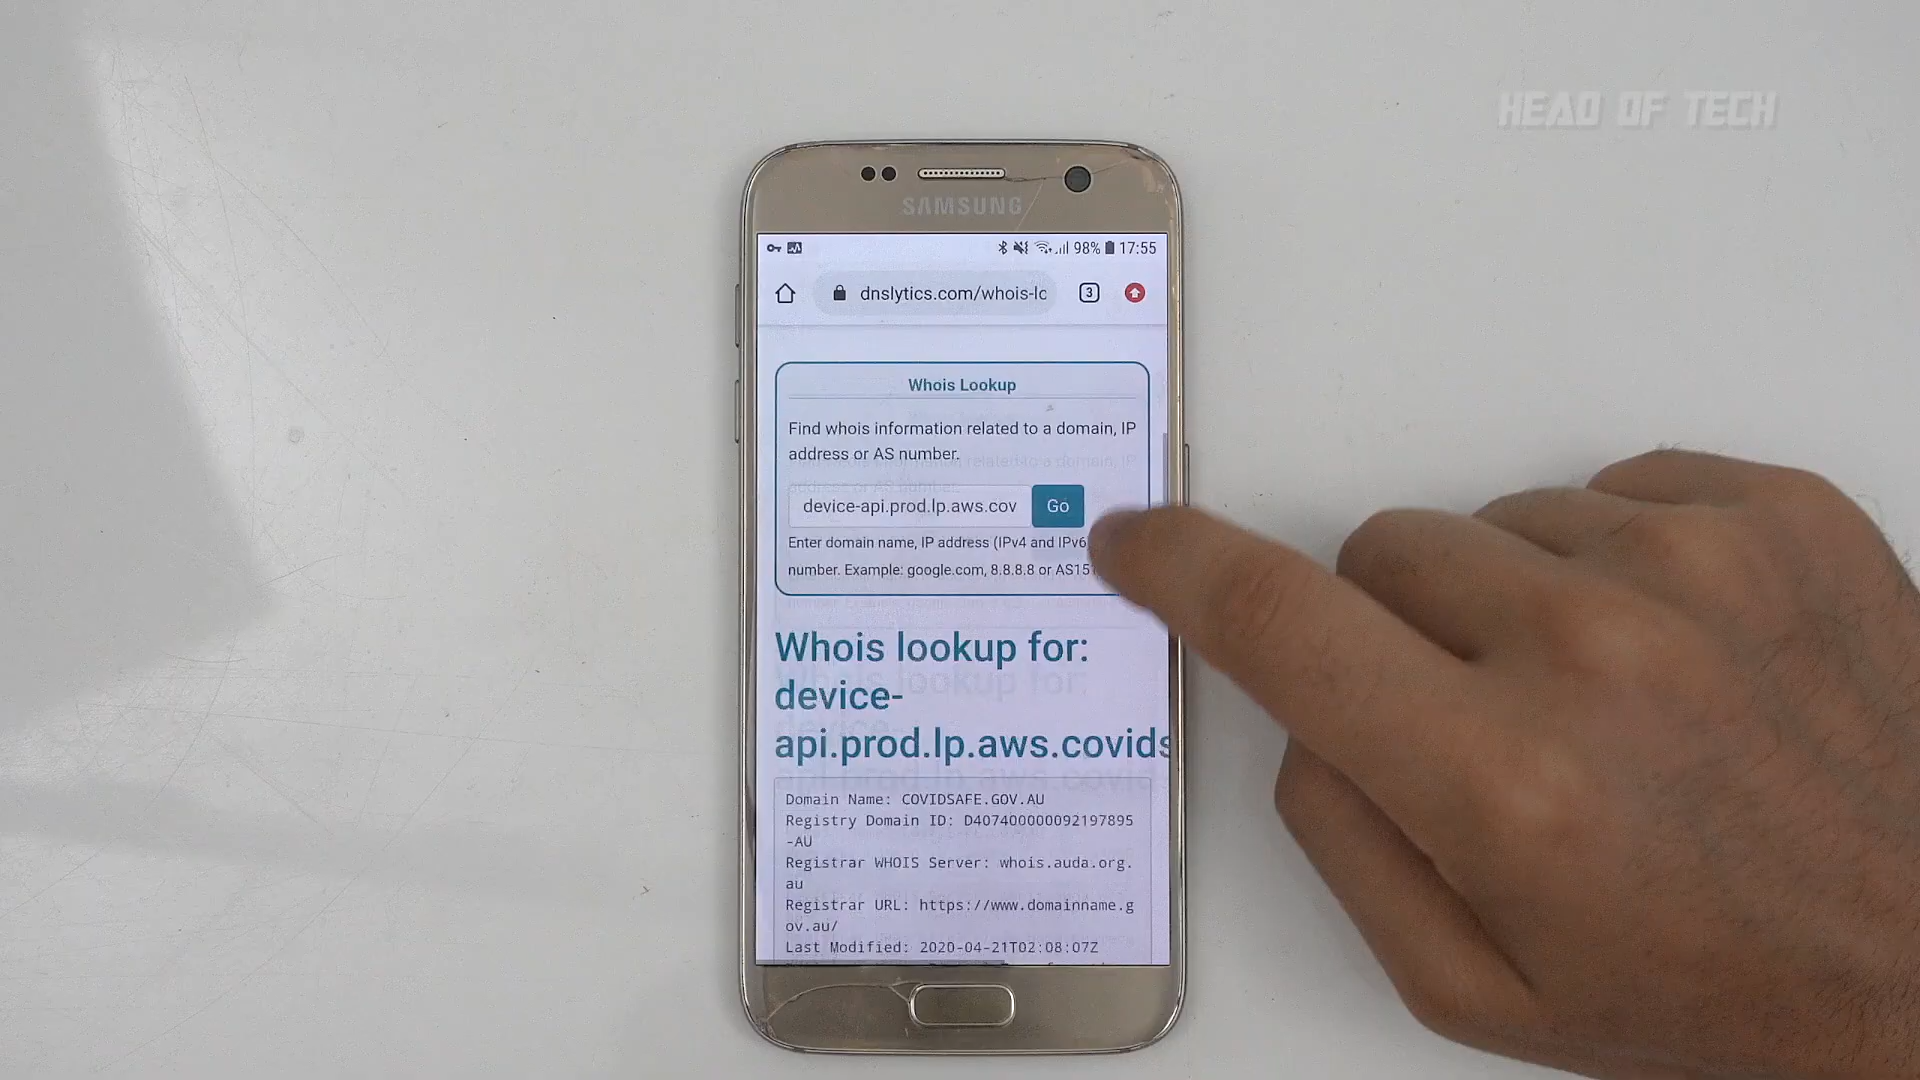 HEAD OF TECH
SAMSUNG
98% 17:55
dnslytics.com/whois-lc
3
Whois Lookup
Find whois information related to a domain, IP
address or AS number.
device-api.prod.lp.aws.cov Go
Enter domain name, IP address (IPv4 and IPv6)
number. Example: google.com, 8.8.8.8 or AS15
Whois lookup for:
device-
api.prod.lp.aws.covids
Domain Name: COVIDSAFE.GOV.AU
Registry Domain ID: D407400000092197895
-AU
Registrar WHOIS Server: whois.auda.org.
au
Registrar URL: https://www.domainname.g
ov.au/
Last Modified: 2020-04-21T02:08:07Z